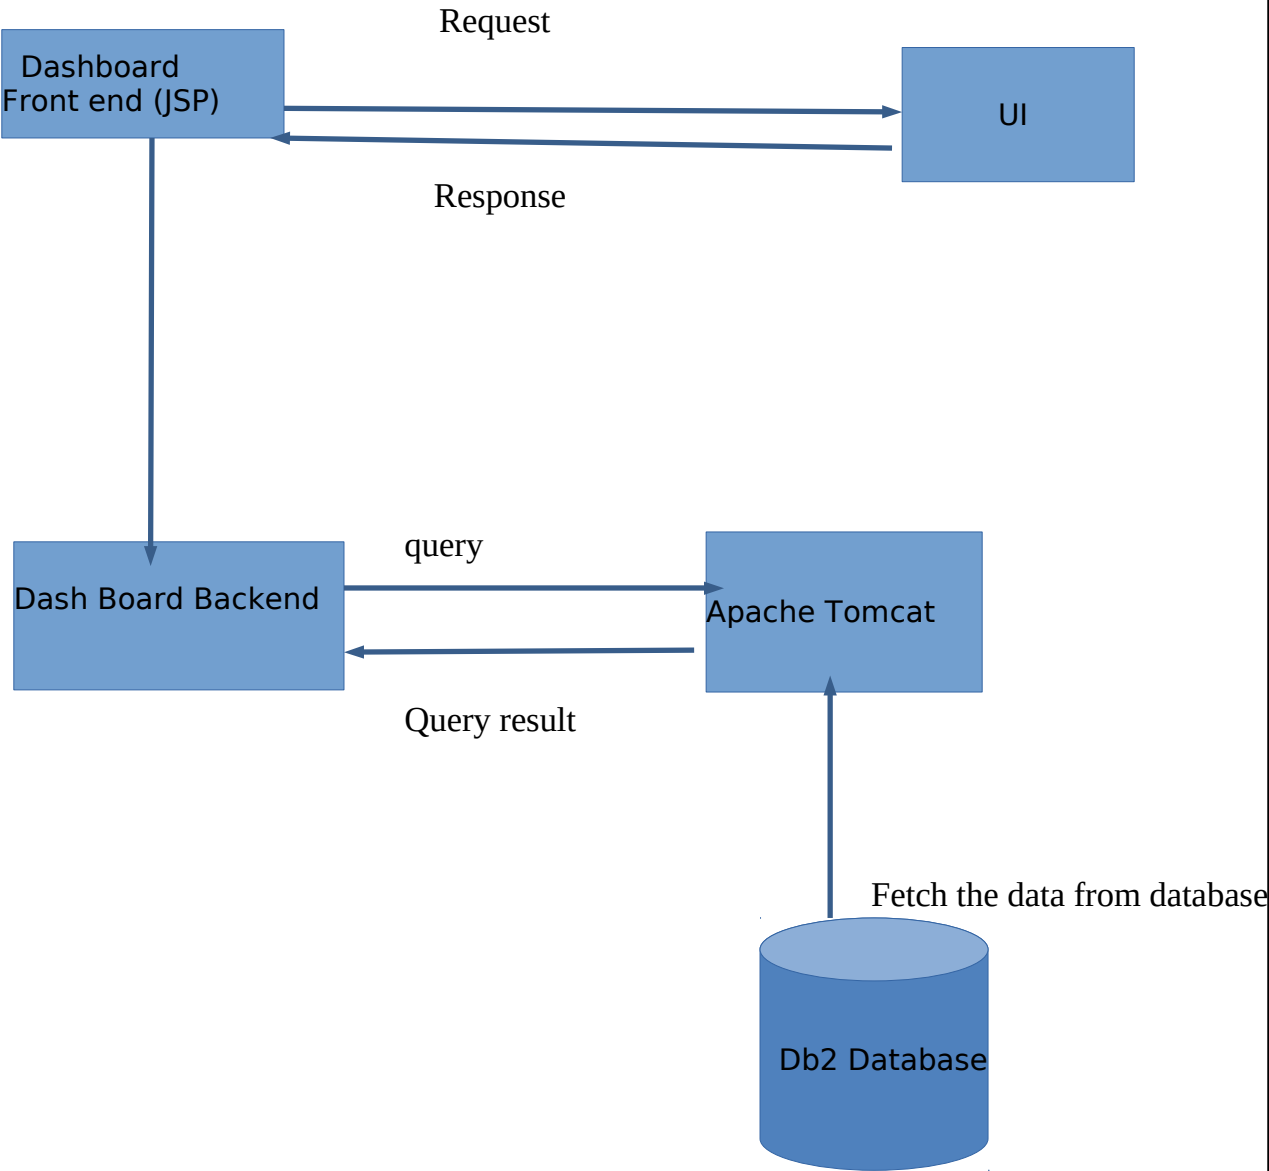 Request
Dashboard
Front end (JSP)
UI
Response
query
Dash Board Backend
Apache Tomcat
Query result
Fetch the data from database
Db2 Database